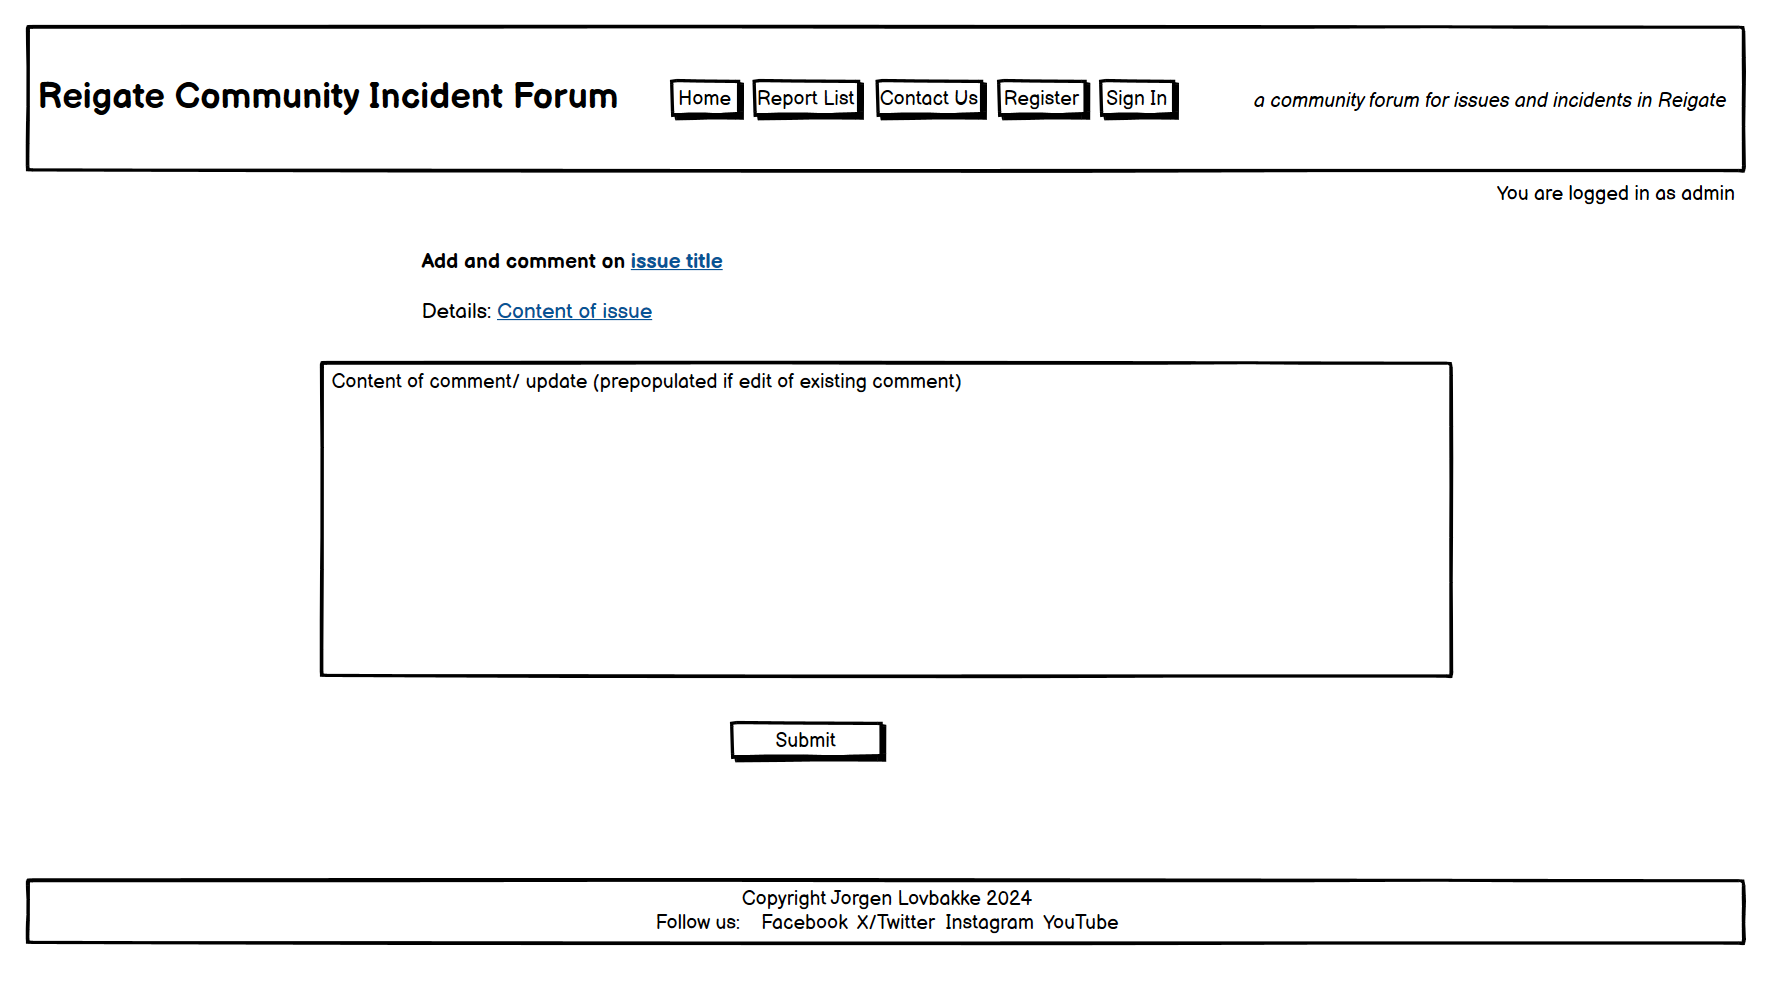 Reigate Community Incident Forum
Home Report List Contact Us Register Sign In
a community forum for issues and incidents in Reigate
You are logged in as admin
Add and comment on issue title
Details: Content of issue
Content of comment/ update (prepopulated if edit of existing comment)
Submit
Copyright Jorgen Lovbakke 2024
Follow us: Facebook X/Twitter Instagram YouTube